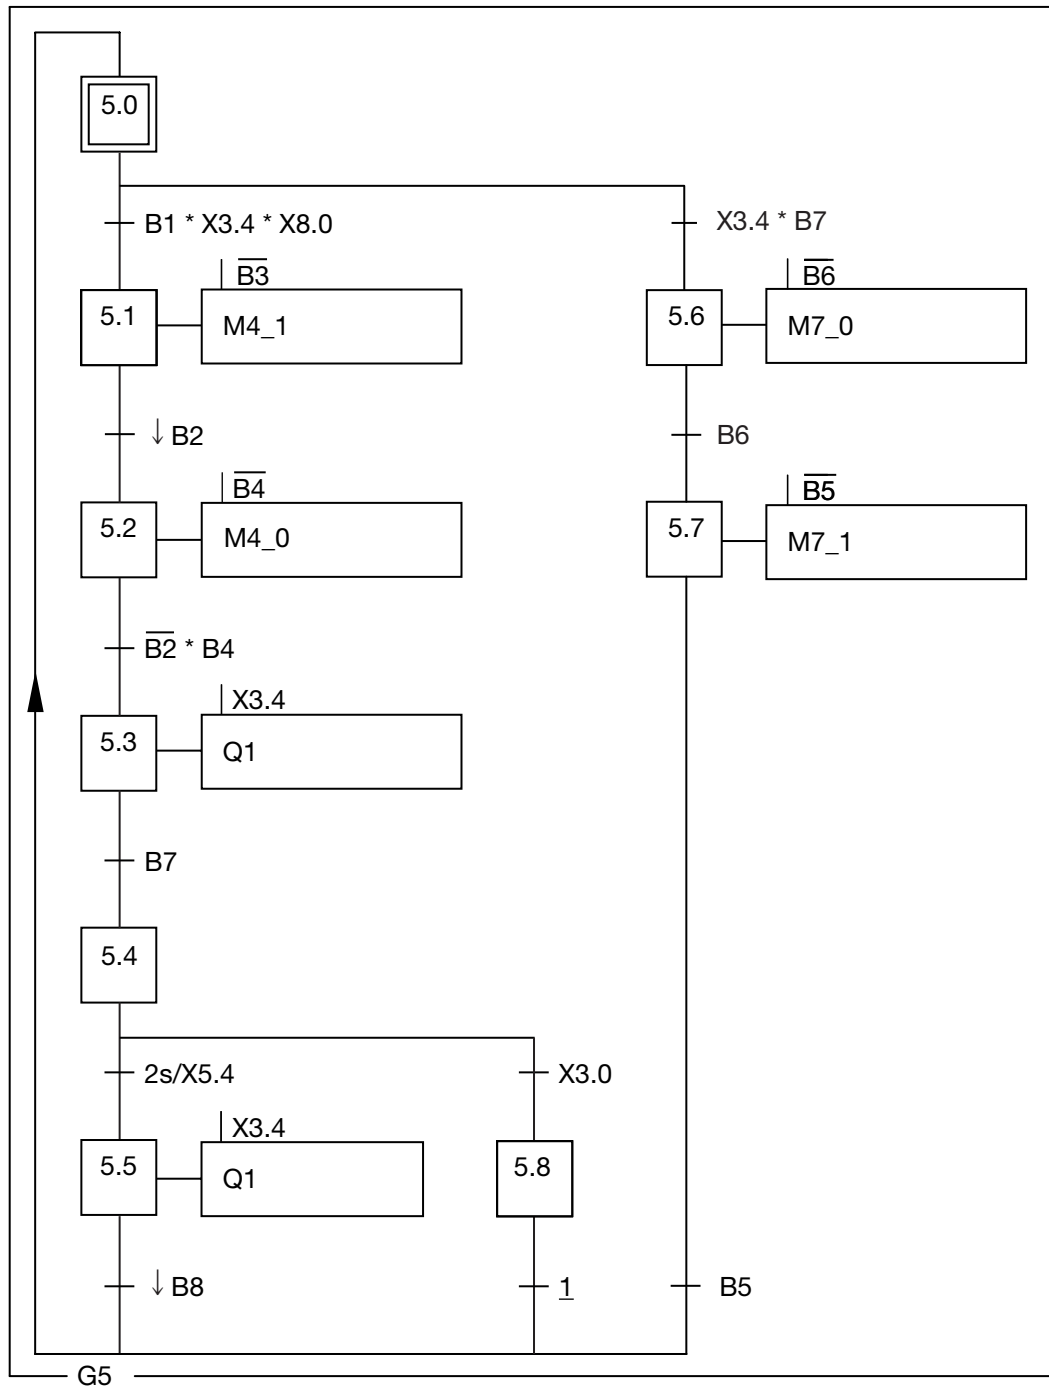 5.0
B1 * X3.4 * X8.0
X3.4 * B7
B̅3̅
B̅6̅
5.1
M4_1
5.6
M7_0
↓ B2
B6
B̅4̅
B̅5̅
5.2
M4_0
5.7
M7_1
B̅2̅ * B4
X3.4
5.3
Q1
B7
5.4
2s/X5.4
X3.0
X3.4
5.5
Q1
5.8
↓ B8
1
B5
G5